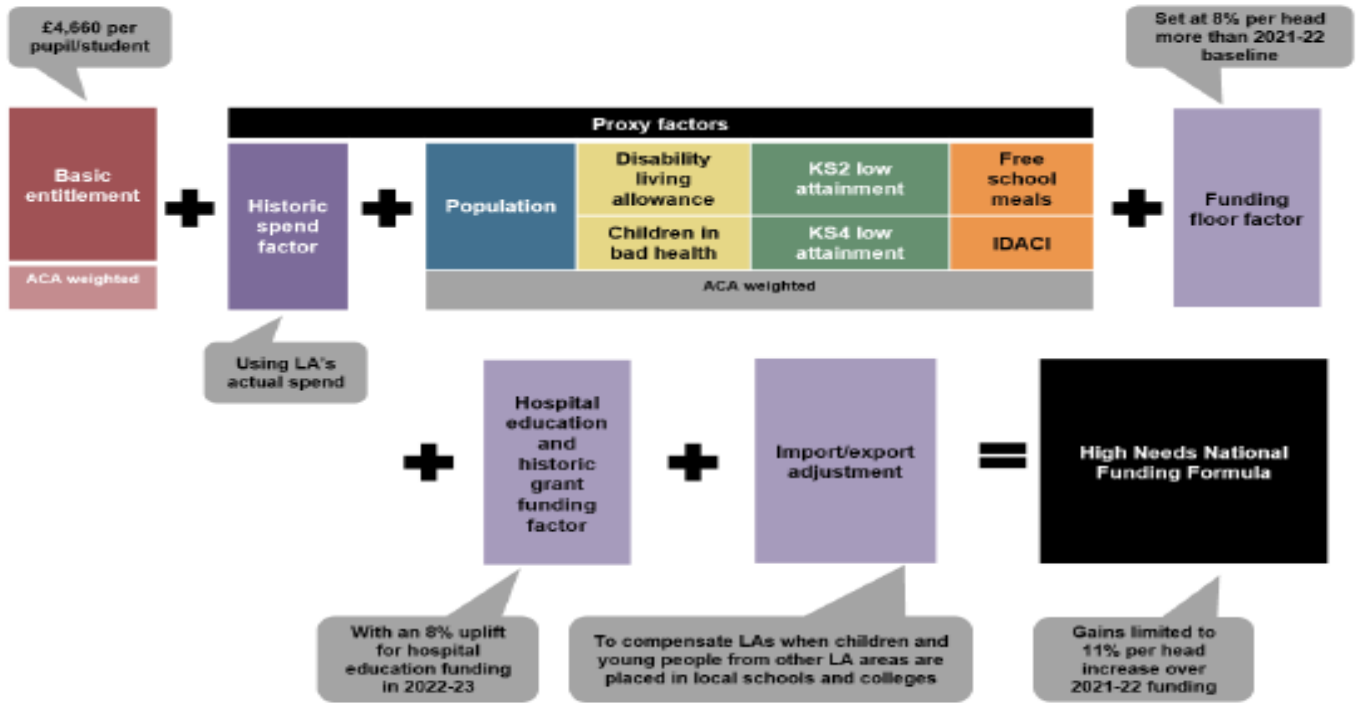 £4,660 per
pupil/student
Set at 8% per head
more than 2021-22
baseline
Basic
entitlement
ACA weighted
Proxy factors
Historic
spend
factor
Population
Disability
living
allowance
Children in
bad health
KS2 low
attainment
KS4 low
attainment
Free
school
meals
IDACI
ACA weighted
Funding
floor factor
Using LA's
actual spend
Hospital
education
and
historic
grant
funding
factor
Import/export
adjustment
High Needs National
Funding Formula
With an 8% uplift
for hospital
education funding
in 2022-23
To compensate LAs when children and
young people from other LA areas are
placed in local schools and colleges
Gains limited to
11% per head
increase over
2021-22 funding